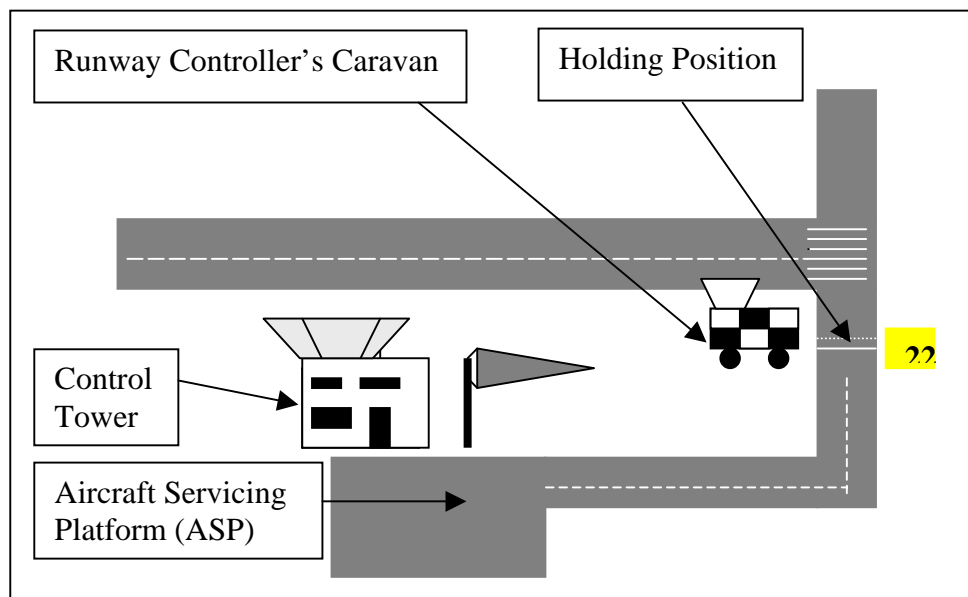 Runway Controller’s Caravan
Holding Position
22
Control
Tower
Aircraft Servicing
Platform (ASP)